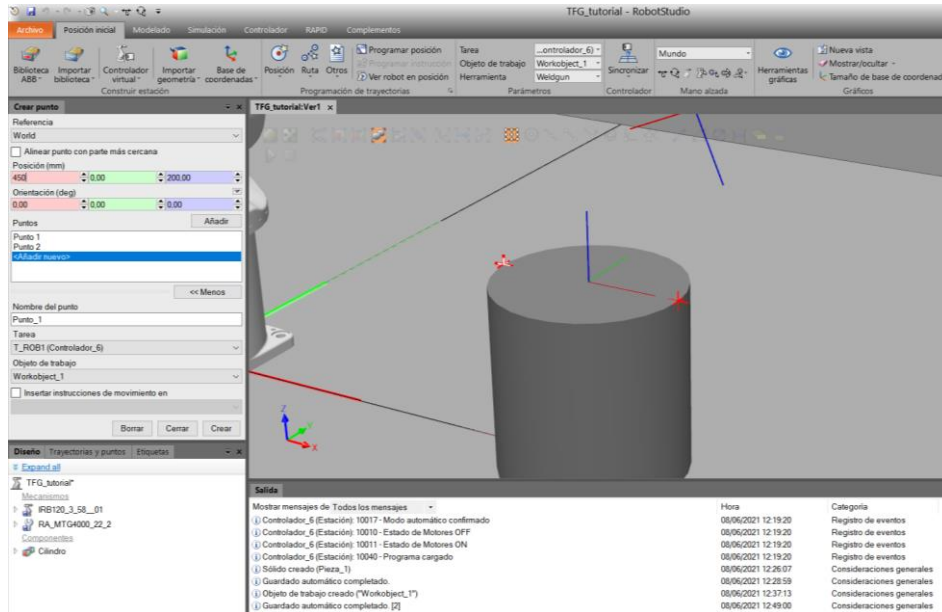 TFG_tutorial - RobotStudio
Archivo Posición inicial Modelado Simulación Controlador RAPID Complementos
Biblioteca ABB
Importar biblioteca
Controlador virtual
Importar geometría
Base de coordenadas
Construir estación
Posición Ruta Otros
Programar posición
Programar instrucción
Ver robot en posición
Programación de trayectorias
Tarea ...ontrolador_6)
Objeto de trabajo Workobject_1
Herramienta Weldgun
Parámetros
Sincronizar
Controlador
Mundo
Mano alzada
Herramientas gráficas
Nueva vista
Mostrar/ocultar
Tamaño de base de coordenad
Gráficos
Crear punto
TFG_tutorial:Ver1
Referencia
World
Alinear punto con parte más cercana
Posición (mm)
450 0,00 200,00
Orientación (deg)
0,00 0,00 0,00
Puntos Añadir
Punto 1
Punto 2
<Añadir nuevo>
<< Menos
Nombre del punto
Punto_1
Tarea
T_ROB1 (Controlador_6)
Objeto de trabajo
Workobject_1
Insertar instrucciones de movimiento en
Borrar Cerrar Crear
Z
Y
X
Diseño Trayectorias y puntos Etiquetas
Expand all
TFG_tutorial*
Mecanismos
IRB120_3_58__01
RA_MTG4000_22_2
Componentes
Cilindro
Salida
Mostrar mensajes de Todos los mensajes Hora Categoría
Controlador_6 (Estación): 10017 - Modo automático confirmado 08/06/2021 12:19:20 Registro de eventos
Controlador_6 (Estación): 10010 - Estado de Motores OFF 08/06/2021 12:19:20 Registro de eventos
Controlador_6 (Estación): 10011 - Estado de Motores ON 08/06/2021 12:19:20 Registro de eventos
Controlador_6 (Estación): 10040 - Programa cargado 08/06/2021 12:19:20 Registro de eventos
Sólido creado (Pieza_1) 08/06/2021 12:26:07 Consideraciones generales
Guardado automático completado. 08/06/2021 12:28:59 Consideraciones generales
Objeto de trabajo creado ("Workobject_1") 08/06/2021 12:37:13 Consideraciones generales
Guardado automático completado. [2] 08/06/2021 12:49:00 Consideraciones generales